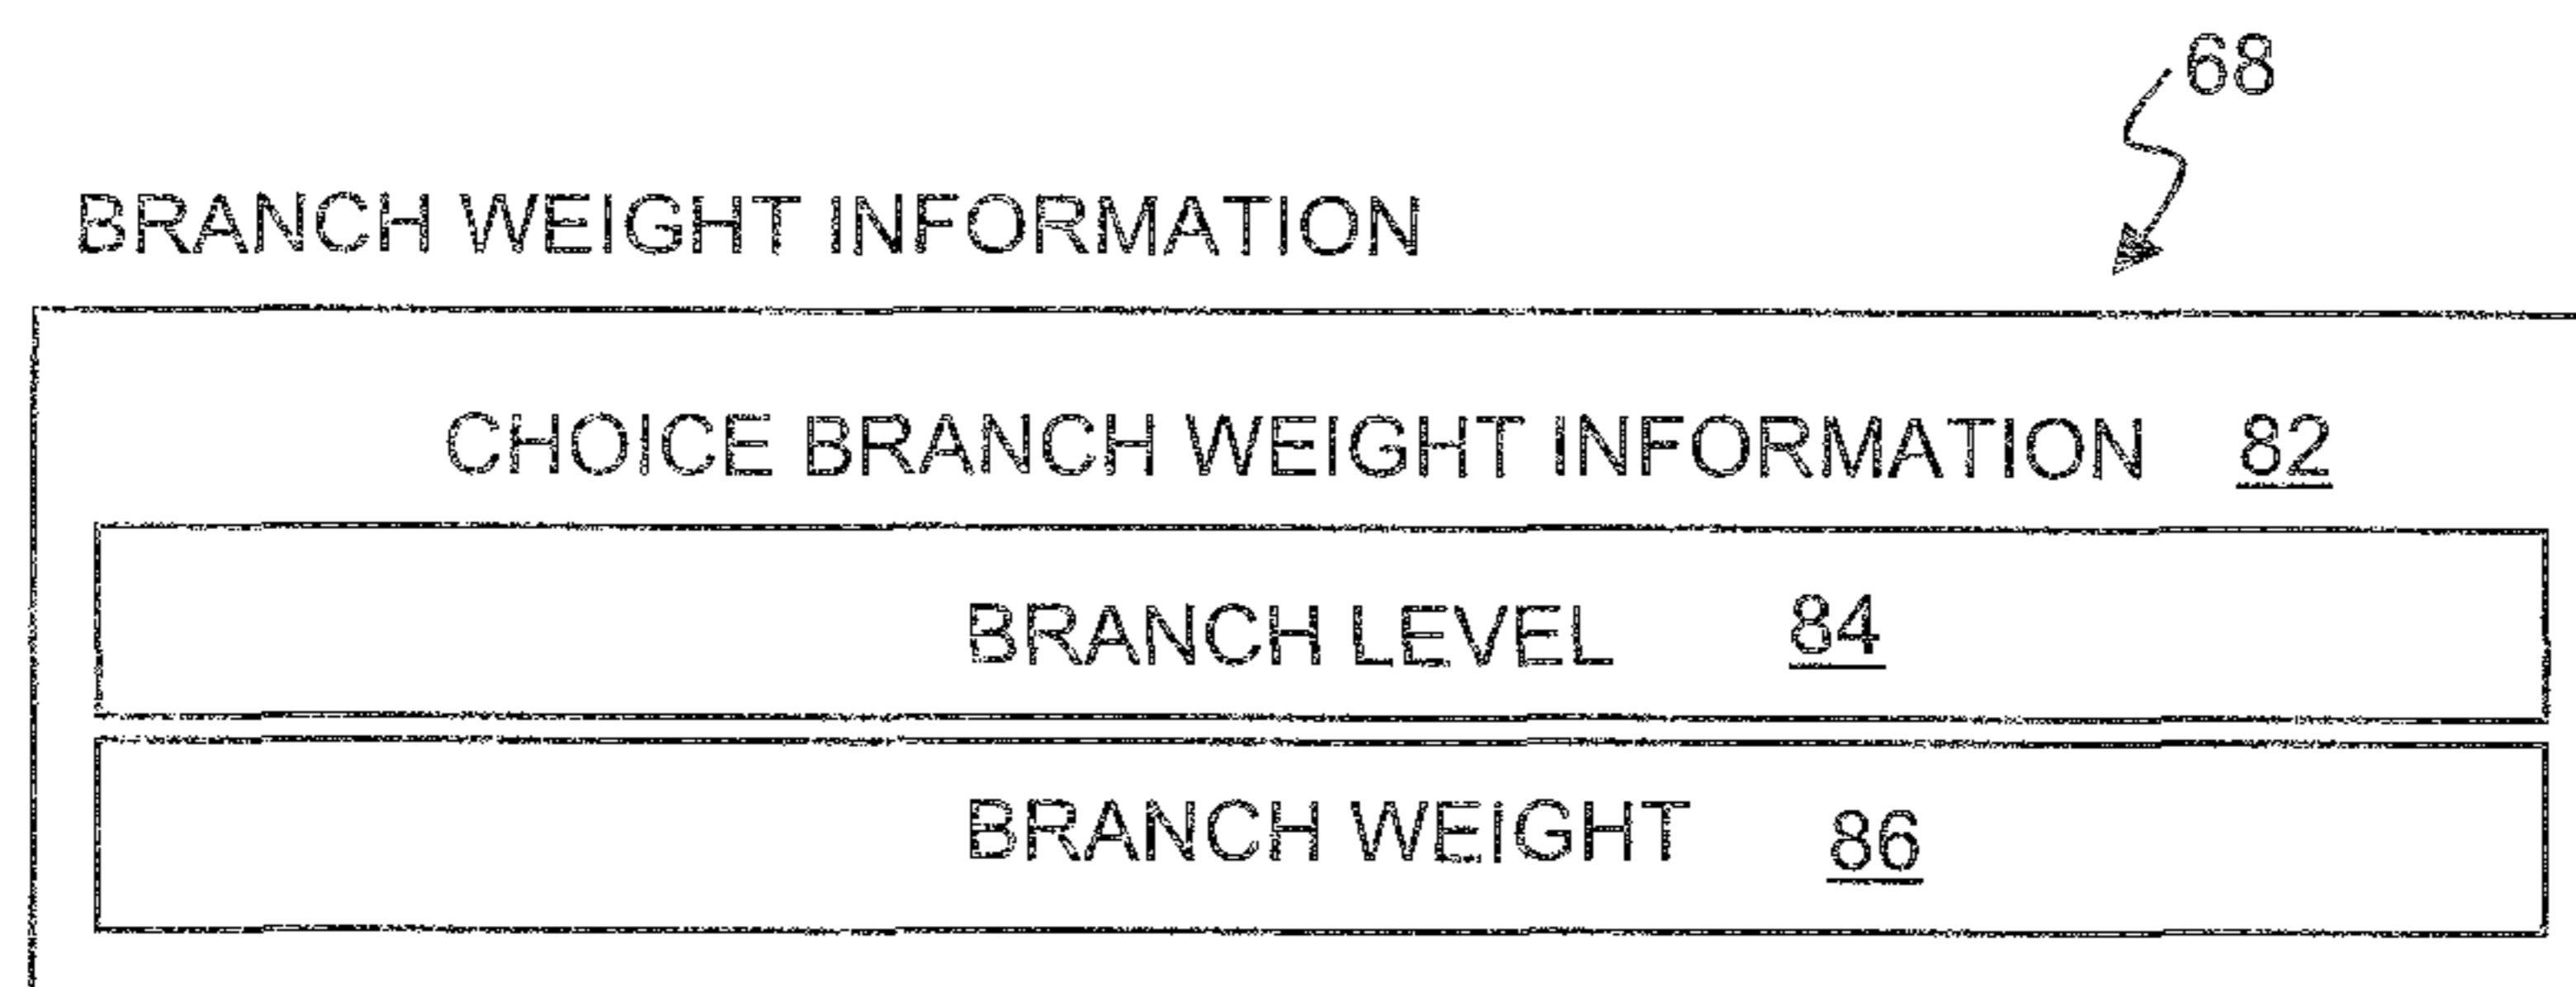 68
BRANCH WEIGHT INFORMATION
CHOICE BRANCH WEIGHT INFORMATION 82
BRANCH LEVEL 84
BRANCH WEIGHT 86